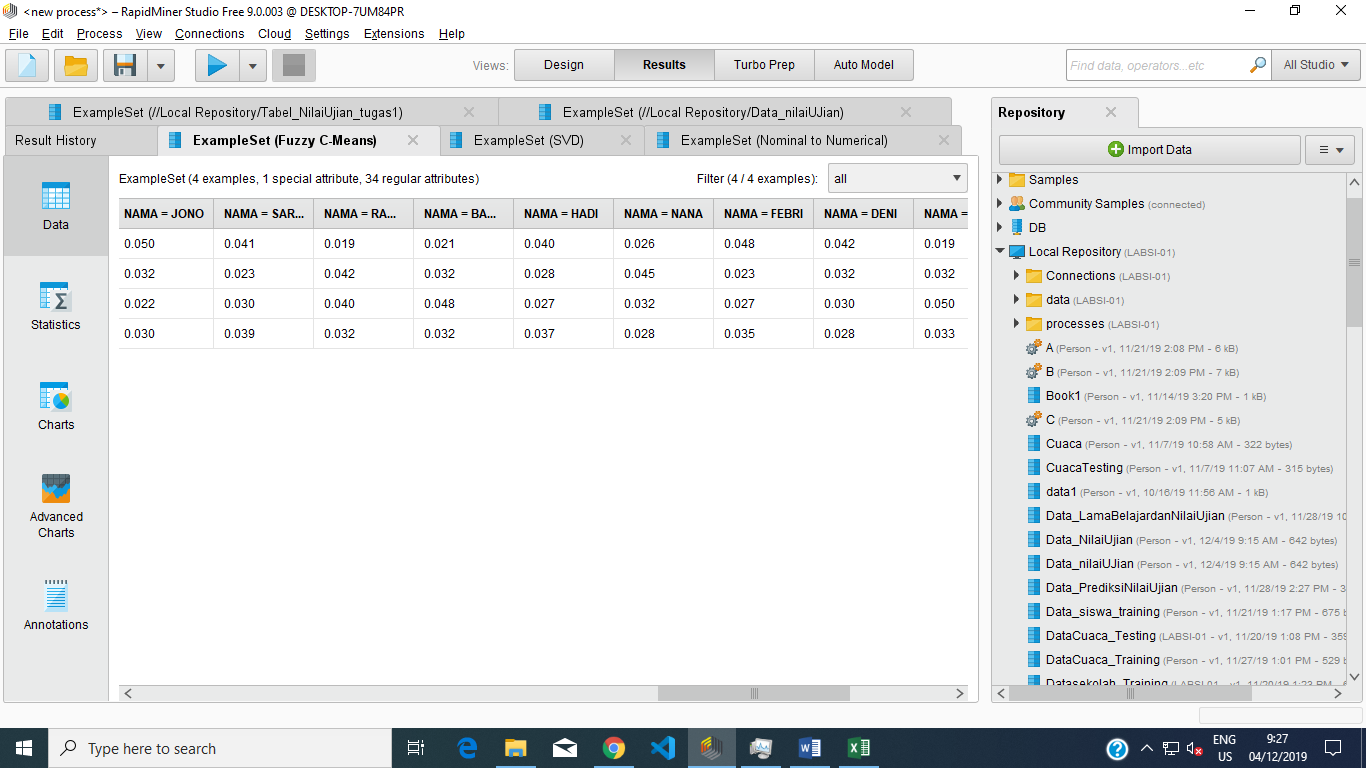 <new process*> – RapidMiner Studio Free 9.0.003 @ DESKTOP-7UM84PR
File Edit Process View Connections Cloud Settings Extensions Help
Views: Design Results Turbo Prep Auto Model
Find data, operators...etc All Studio
ExampleSet (//Local Repository/Tabel_NilaiUjian_tugas1) ExampleSet (//Local Repository/Data_nilaiUJian)
Result History ExampleSet (Fuzzy C-Means) ExampleSet (SVD) ExampleSet (Nominal to Numerical)
Data
Statistics
Charts
Advanced
Charts
Annotations
ExampleSet (4 examples, 1 special attribute, 34 regular attributes) Filter (4 / 4 examples): all
NAMA = JONO NAMA = SAR... NAMA = RA... NAMA = BA... NAMA = HADI NAMA = NANA NAMA = FEBRI NAMA = DENI NAMA =
0.050 0.041 0.019 0.021 0.040 0.026 0.048 0.042 0.019
0.032 0.023 0.042 0.032 0.028 0.045 0.023 0.032 0.032
0.022 0.030 0.040 0.048 0.027 0.032 0.027 0.030 0.050
0.030 0.039 0.032 0.032 0.037 0.028 0.035 0.028 0.033
Repository
Import Data
Samples
Community Samples (connected)
DB
Local Repository (LABSI-01)
Connections (LABSI-01)
data (LABSI-01)
processes (LABSI-01)
A (Person - v1, 11/21/19 2:08 PM - 6 kB)
B (Person - v1, 11/21/19 2:09 PM - 7 kB)
Book1 (Person - v1, 11/14/19 3:20 PM - 1 kB)
C (Person - v1, 11/21/19 2:09 PM - 5 kB)
Cuaca (Person - v1, 11/7/19 10:58 AM - 322 bytes)
CuacaTesting (Person - v1, 11/7/19 11:07 AM - 315 bytes)
data1 (Person - v1, 10/16/19 11:56 AM - 1 kB)
Data_LamaBelajardanNilaiUjian (Person - v1, 11/28/19 10
Data_NilaiUjian (Person - v1, 12/4/19 9:15 AM - 642 bytes)
Data_nilaiUJian (Person - v1, 12/4/19 9:15 AM - 642 bytes)
Data_PrediksiNilaiUjian (Person - v1, 11/28/19 2:27 PM - 3
Data_siswa_training (Person - v1, 11/21/19 1:17 PM - 675 b
DataCuaca_Testing (LABSI-01 - v1, 11/20/19 1:08 PM - 359
DataCuaca_Training (Person - v1, 11/27/19 1:01 PM - 529 b
Datasekolah_Training (LABSI-01 - v1, 11/20/19 1:23 PM -
Type here to search
ENG
US
9:27
04/12/2019